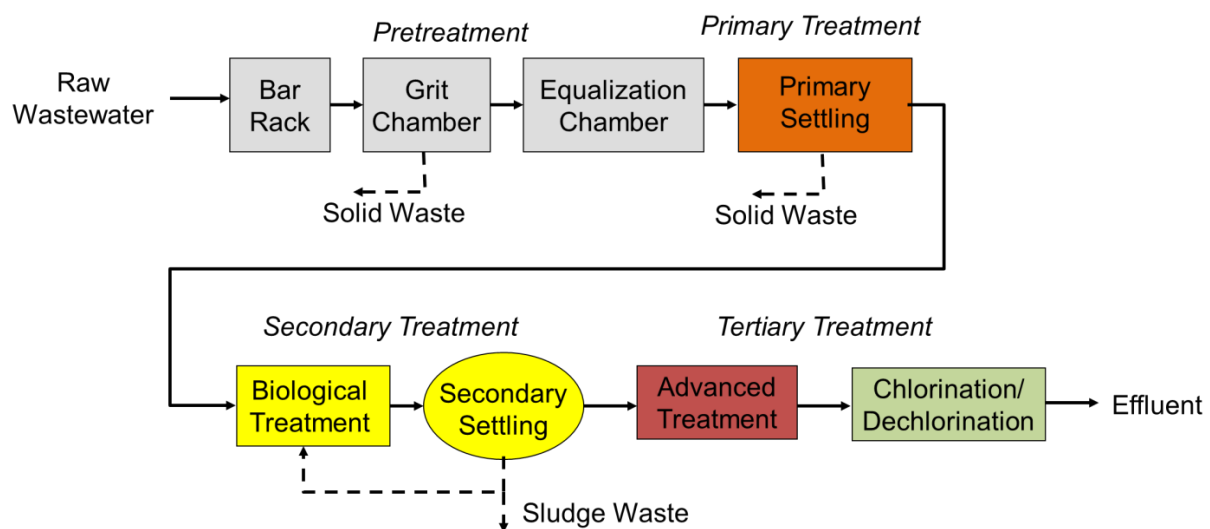 Pretreatment
Primary Treatment
Raw
Wastewater
Bar
Rack
Grit
Chamber
Equalization
Chamber
Primary
Settling
Solid Waste
Solid Waste
Secondary Treatment
Tertiary Treatment
Biological
Treatment
Secondary
Settling
Advanced
Treatment
Chlorination/
Dechlorination
Effluent
Sludge Waste